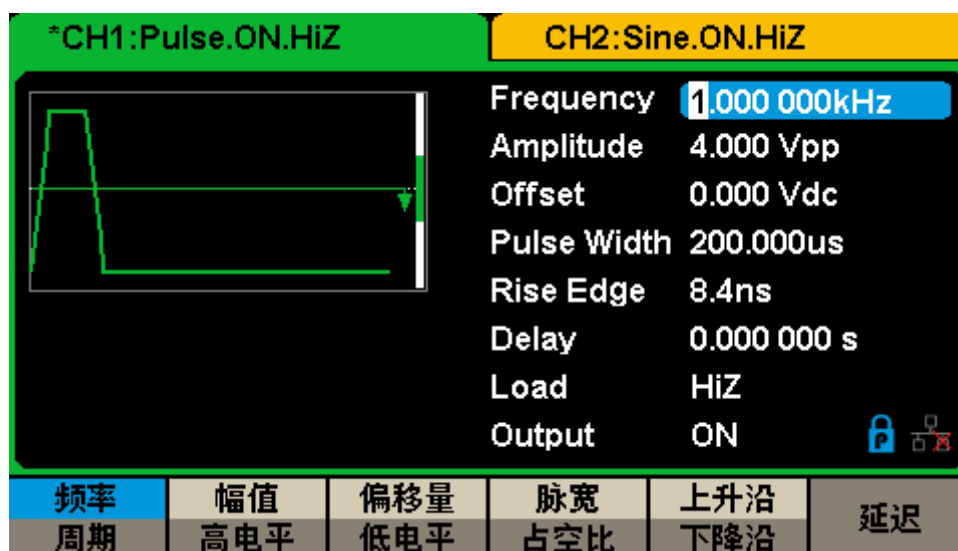 *CH1:Pulse.ON.HiZ CH2:Sine.ON.HiZ
Frequency 1.000 000kHz
Amplitude 4.000 Vpp
Offset 0.000 Vdc
Pulse Width 200.000us
Rise Edge 8.4ns
Delay 0.000 000 s
Load HiZ
Output ON
频率 幅值 偏移量 脉宽 上升沿 延迟
周期 高电平 低电平 占空比 下降沿